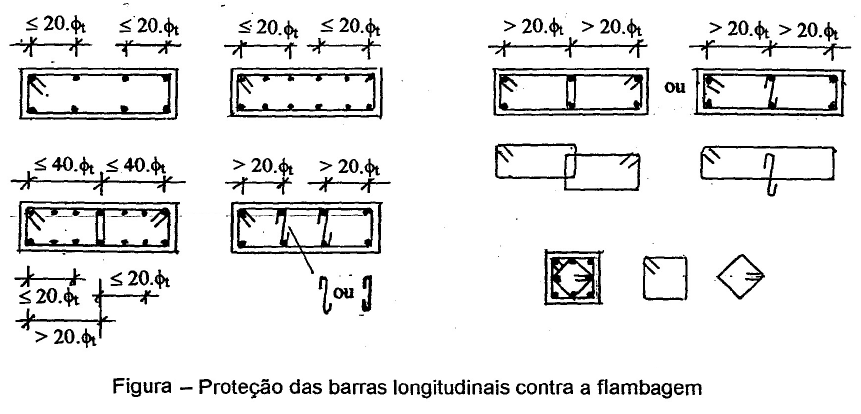 ≤ 20.ϕt ≤ 20.ϕt
≤ 20.ϕt ≤ 20.ϕt
> 20.ϕt > 20.ϕt
> 20.ϕt > 20.ϕt
ou
≤ 40.ϕt ≤ 40.ϕt
> 20.ϕt > 20.ϕt
≤ 20.ϕt
≤ 20.ϕt
> 20.ϕt
ou
Figura – Proteção das barras longitudinais contra a flambagem